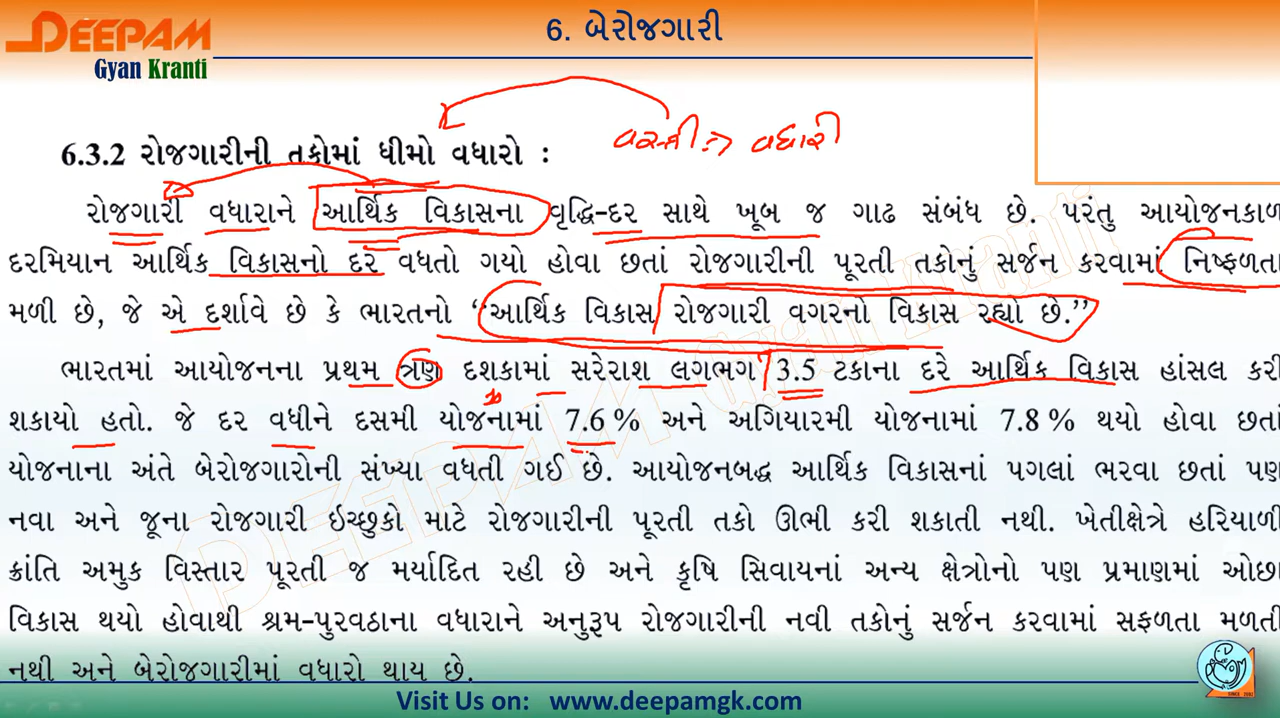 DEEPAM
Gyan Kranti
6. બેરોજગારી
વસ્તી વધારી
6.3.2 રોજગારીની તકોમાં ધીમો વધારો :
રોજગારી વધારાને આર્થિક વિકાસના વૃદ્ધિ-દર સાથે ખૂબ જ ગાઢ સંબંધ છે. પરંતુ આયોજનકાળ
દરમિયાન આર્થિક વિકાસનો દર વધતો ગયો હોવા છતાં રોજગારીની પૂરતી તકોનું સર્જન કરવામાં નિષ્ફળતા
મળી છે, જે એ દર્શાવે છે કે ભારતનો “આર્થિક વિકાસ રોજગારી વગરનો વિકાસ રહ્યો છે.”
ભારતમાં આયોજનના પ્રથમ ત્રણ દશકામાં સરેરાશ લગભગ 3.5 ટકાના દરે આર્થિક વિકાસ હાંસલ કરી
શકાયો હતો. જે દર વધીને દસમી યોજનામાં 7.6 % અને અગિયારમી યોજનામાં 7.8 % થયો હોવા છતાં
યોજનાના અંતે બેરોજગારોની સંખ્યા વધતી ગઈ છે. આયોજનબદ્ધ આર્થિક વિકાસનાં પગલાં ભરવા છતાં પણ
નવા અને જૂના રોજગારી ઇચ્છુકો માટે રોજગારીની પૂરતી તકો ઊભી કરી શકાતી નથી. ખેતીક્ષેત્રે હરિયાળી
ક્રાંતિ અમુક વિસ્તાર પૂરતી જ મર્યાદિત રહી છે અને કૃષિ સિવાયનાં અન્ય ક્ષેત્રોનો પણ પ્રમાણમાં ઓછા
વિકાસ થયો હોવાથી શ્રમ-પુરવઠાના વધારાને અનુરૂપ રોજગારીની નવી તકોનું સર્જન કરવામાં સફળતા મળતી
નથી અને બેરોજગારીમાં વધારો થાય છે.
Visit Us on: www.deepamgk.com